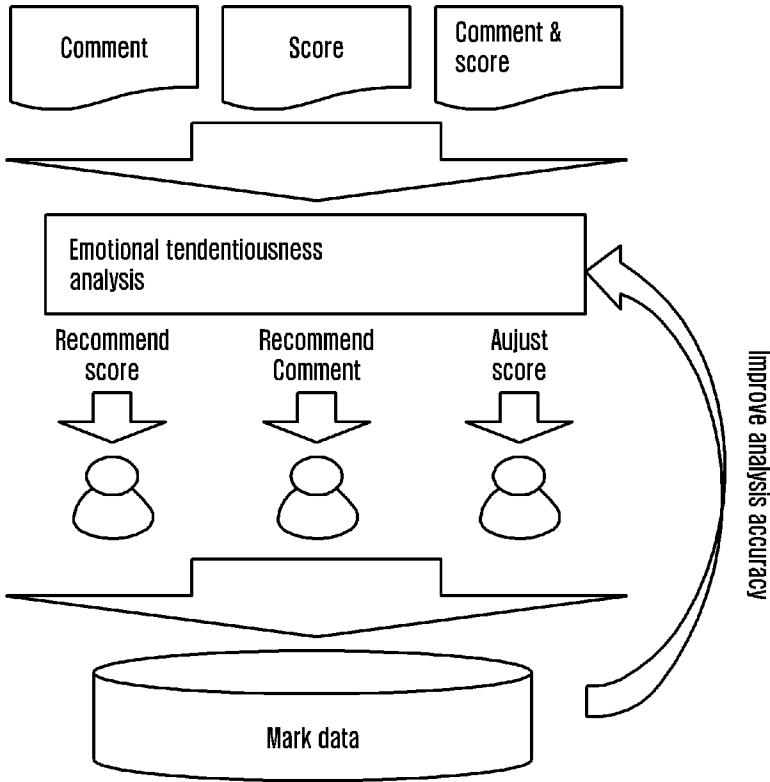 Comment
Score
Comment &
score
Emotional tendentiousness
analysis
Recommend
score
Recommend
Comment
Aujust
score
Improve analysis accuracy
Mark data